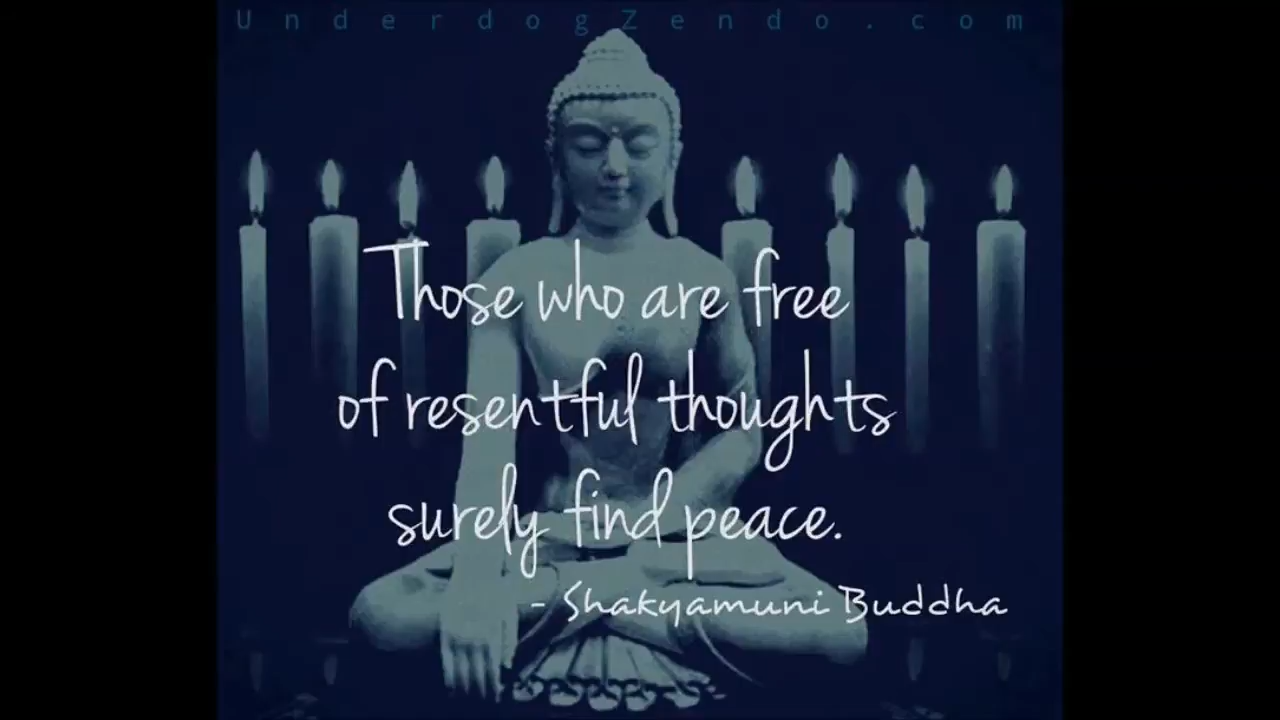 UnderdogZendo.com
Those who are free
of resentful thoughts
surely find peace.
- Shakyamuni Buddha